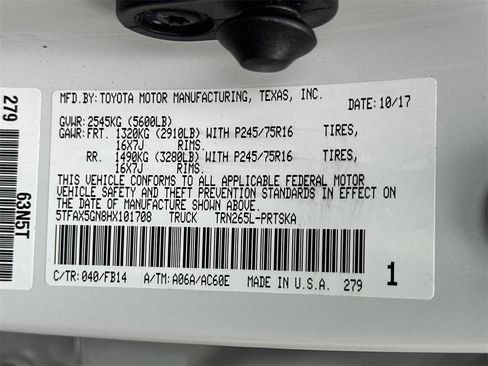 MFD.BY: TOYOTA MOTOR MANUFACTURING, TEXAS, INC.
DATE: 10/17
GVWR: 2545KG (5600LB)
GAWR: FRT. 1320KG (2910LB) WITH P245/75R16 TIRES,
16X7J RIMS.
RR. 1490KG (3280LB) WITH P245/75R16 TIRES,
16X7J RIMS.
THIS VEHICLE CONFORMS TO ALL APPLICABLE FEDERAL MOTOR
VEHICLE SAFETY AND THEFT PREVENTION STANDARDS IN EFFECT ON
THE DATE OF MANUFACTURE SHOWN ABOVE.
5TFAX5GN8HX101708 TRUCK TRN265L-PRTSKA
C/TR: 040/FB14 A/TM: A06A/AC60E MADE IN U.S.A. 279
1
279
63N5T